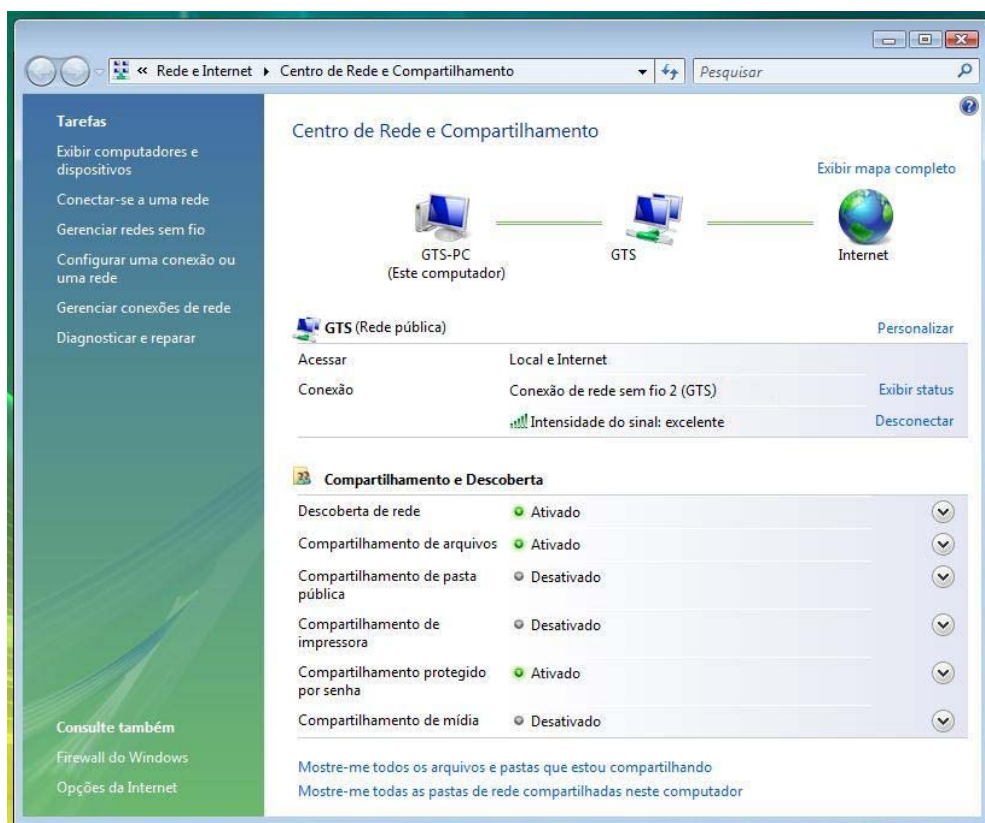 « Rede e Internet ▸ Centro de Rede e Compartilhamento
Pesquisar
Tarefas
Exibir computadores e
dispositivos
Conectar-se a uma rede
Gerenciar redes sem fio
Configurar uma conexão ou
uma rede
Gerenciar conexões de rede
Diagnosticar e reparar
Consulte também
Firewall do Windows
Opções da Internet
Centro de Rede e Compartilhamento
Exibir mapa completo
GTS-PC
(Este computador)
GTS
Internet
GTS (Rede pública) Personalizar
Acessar Local e Internet
Conexão Conexão de rede sem fio 2 (GTS) Exibir status
Intensidade do sinal: excelente Desconectar
Compartilhamento e Descoberta
Descoberta de rede Ativado
Compartilhamento de arquivos Ativado
Compartilhamento de pasta
pública
Desativado
Compartilhamento de
impressora
Desativado
Compartilhamento protegido
por senha
Ativado
Compartilhamento de mídia Desativado
Mostre-me todos os arquivos e pastas que estou compartilhando
Mostre-me todas as pastas de rede compartilhadas neste computador